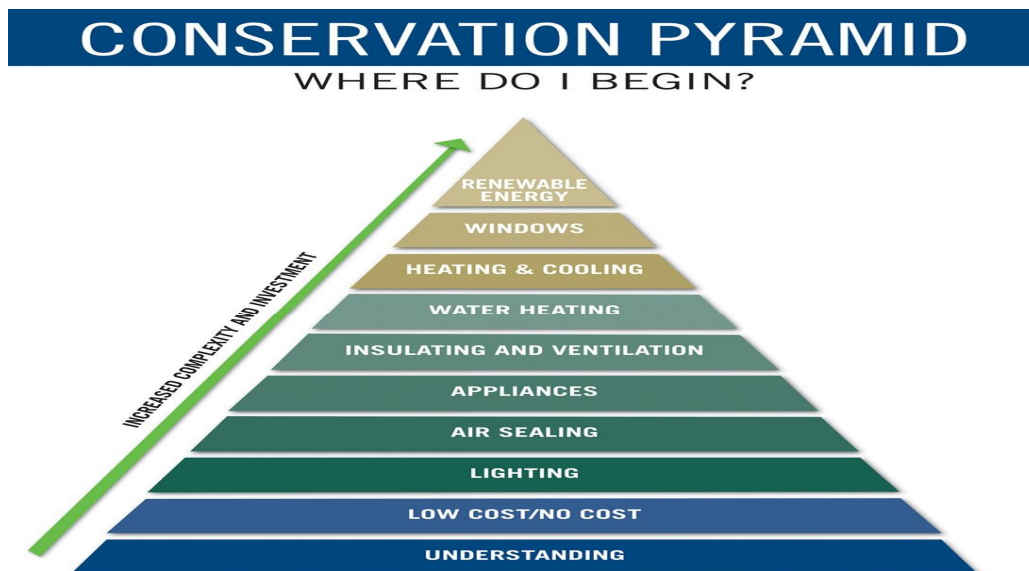 CONSERVATION PYRAMID
WHERE DO I BEGIN?
INCREASED COMPLEXITY AND INVESTMENT
RENEWABLE
ENERGY
WINDOWS
HEATING & COOLING
WATER HEATING
INSULATING AND VENTILATION
APPLIANCES
AIR SEALING
LIGHTING
LOW COST/NO COST
UNDERSTANDING